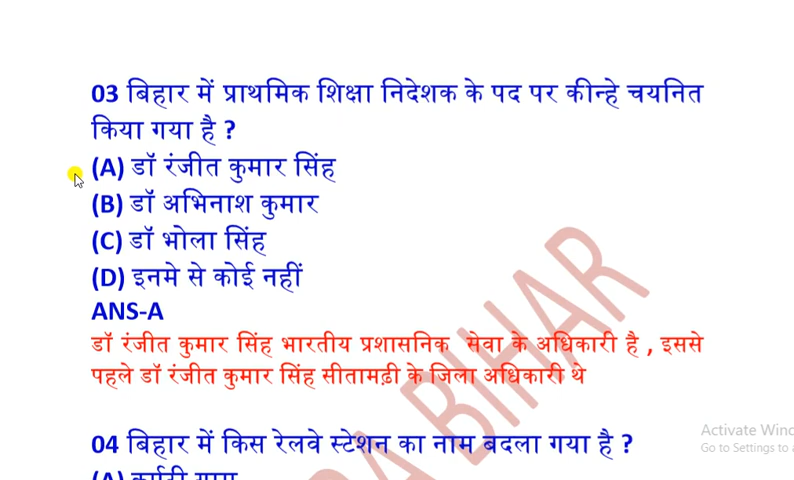 03 बिहार में प्राथमिक शिक्षा निदेशक के पद पर कीन्हे चयनित
किया गया है ?
(A) डॉ रंजीत कुमार सिंह
(B) डॉ अभिनाश कुमार
(C) डॉ भोला सिंह
(D) इनमे से कोई नहीं
ANS-A
डॉ रंजीत कुमार सिंह भारतीय प्रशासनिक सेवा के अधिकारी है , इससे
पहले डॉ रंजीत कुमार सिंह सीतामढ़ी के जिला अधिकारी थे
BIHAR
Activate Wind
Go to Settings to a
04 बिहार में किस रेलवे स्टेशन का नाम बदला गया है ?
(A)